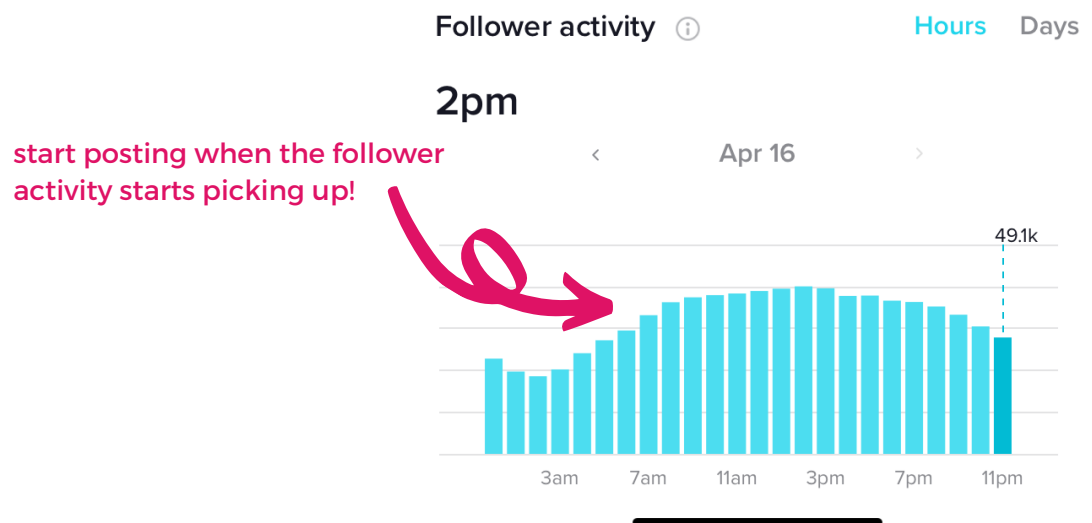 Follower activity
Hours Days
2pm
start posting when the follower
activity starts picking up!
< Apr 16 >
49.1k
3am 7am 11am 3pm 7pm 11pm